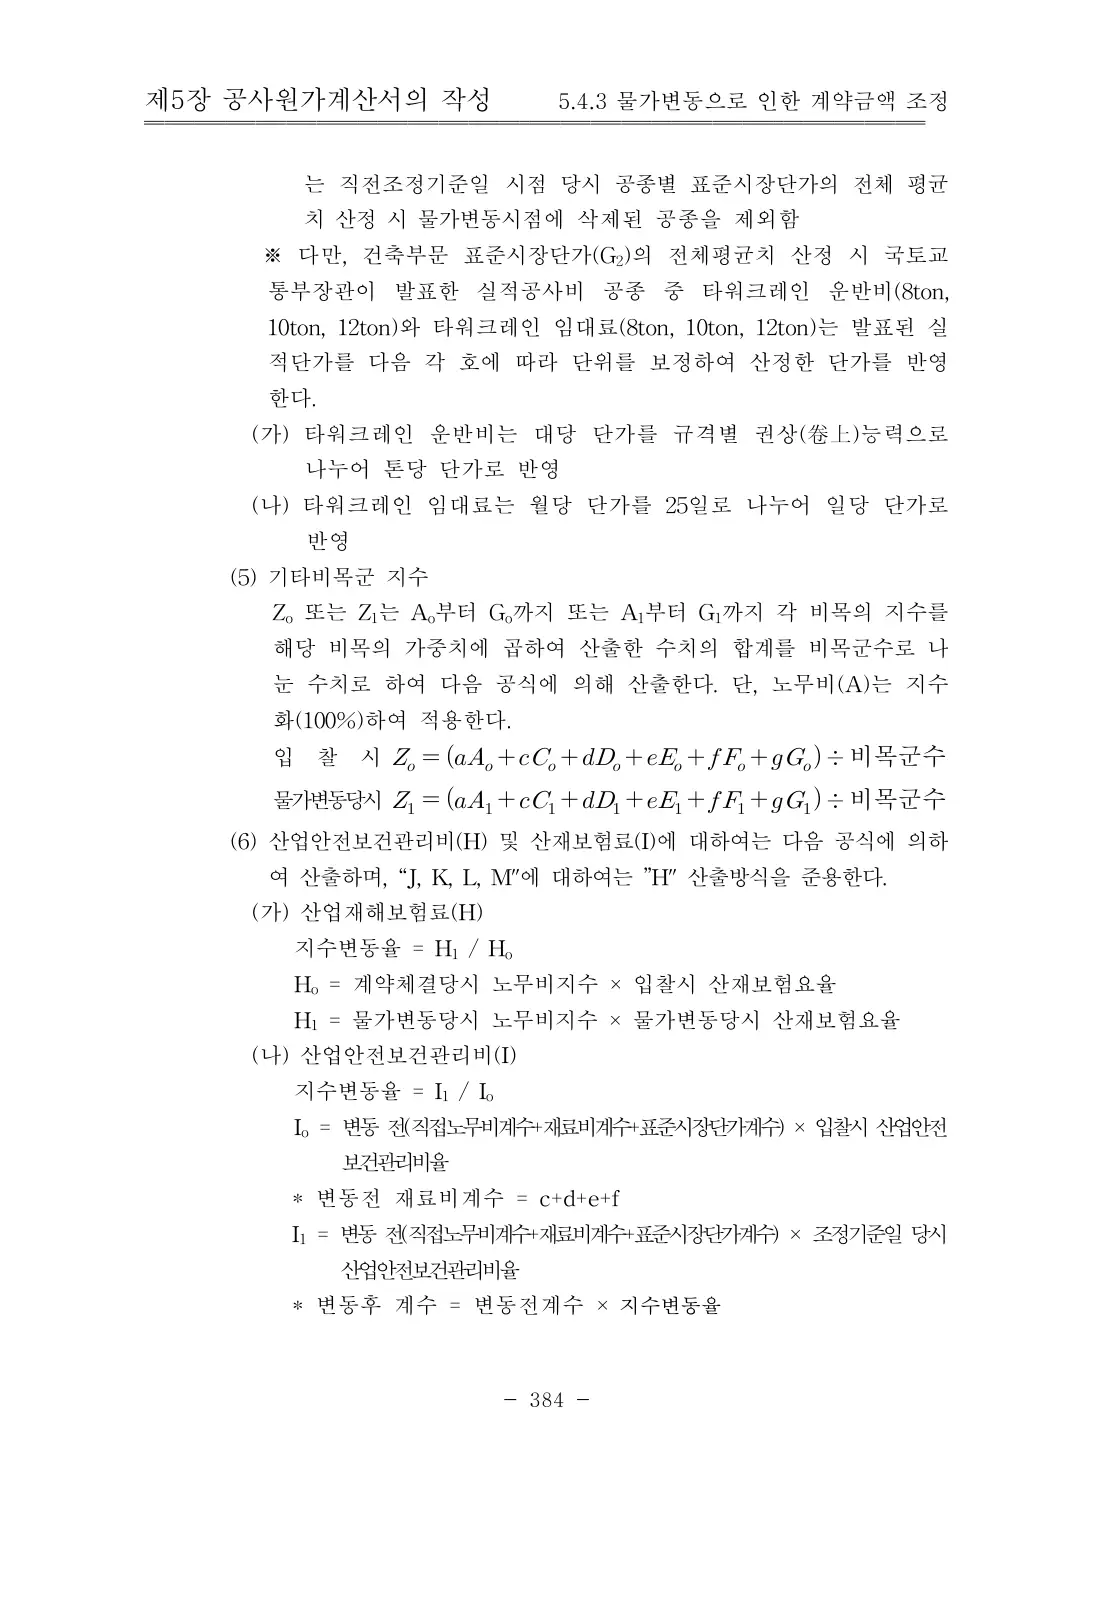 제5장 공사원가계산서의 작성 5.4.3 물가변동으로 인한 계약금액 조정
는 직전조정기준일 시점 당시 공종별 표준시장단가의 전체 평균
치 산정 시 물가변동시점에 삭제된 공종을 제외함
※ 다만, 건축부문 표준시장단가(G₂)의 전체평균치 산정 시 국토교
통부장관이 발표한 실적공사비 공종 중 타워크레인 운반비(8ton,
10ton, 12ton)와 타워크레인 임대료(8ton, 10ton, 12ton)는 발표된 실
적단가를 다음 각 호에 따라 단위를 보정하여 산정한 단가를 반영
한다.
(가) 타워크레인 운반비는 대당 단가를 규격별 권상(卷上)능력으로
나누어 톤당 단가로 반영
(나) 타워크레인 임대료는 월당 단가를 25일로 나누어 일당 단가로
반영
(5) 기타비목군 지수
Zₒ 또는 Z₁는 Aₒ부터 Gₒ까지 또는 A₁부터 G₁까지 각 비목의 지수를
해당 비목의 가중치에 곱하여 산출한 수치의 합계를 비목군수로 나
눈 수치로 하여 다음 공식에 의해 산출한다. 단, 노무비(A)는 지수
화(100%)하여 적용한다.
입 찰 시 Zₒ = (aAₒ + cCₒ + dDₒ + eEₒ + fFₒ + gGₒ) ÷ 비목군수
물가변동당시 Z₁ = (aA₁ + cC₁ + dD₁ + eE₁ + fF₁ + gG₁) ÷ 비목군수
(6) 산업안전보건관리비(H) 및 산재보험료(I)에 대하여는 다음 공식에 의하
여 산출하며, “J, K, L, M″에 대하여는 ”H″ 산출방식을 준용한다.
(가) 산업재해보험료(H)
지수변동율 = H₁ / Hₒ
Hₒ = 계약체결당시 노무비지수 × 입찰시 산재보험요율
H₁ = 물가변동당시 노무비지수 × 물가변동당시 산재보험요율
(나) 산업안전보건관리비(I)
지수변동율 = I₁ / Iₒ
Iₒ = 변동 전(직접노무비계수+재료비계수+표준시장단가계수) × 입찰시 산업안전
보건관리비율
* 변동전 재료비계수 = c+d+e+f
I₁ = 변동 전(직접노무비계수+재료비계수+표준시장단가계수) × 조정기준일 당시
산업안전보건관리비율
* 변동후 계수 = 변동전계수 × 지수변동율
- 384 -